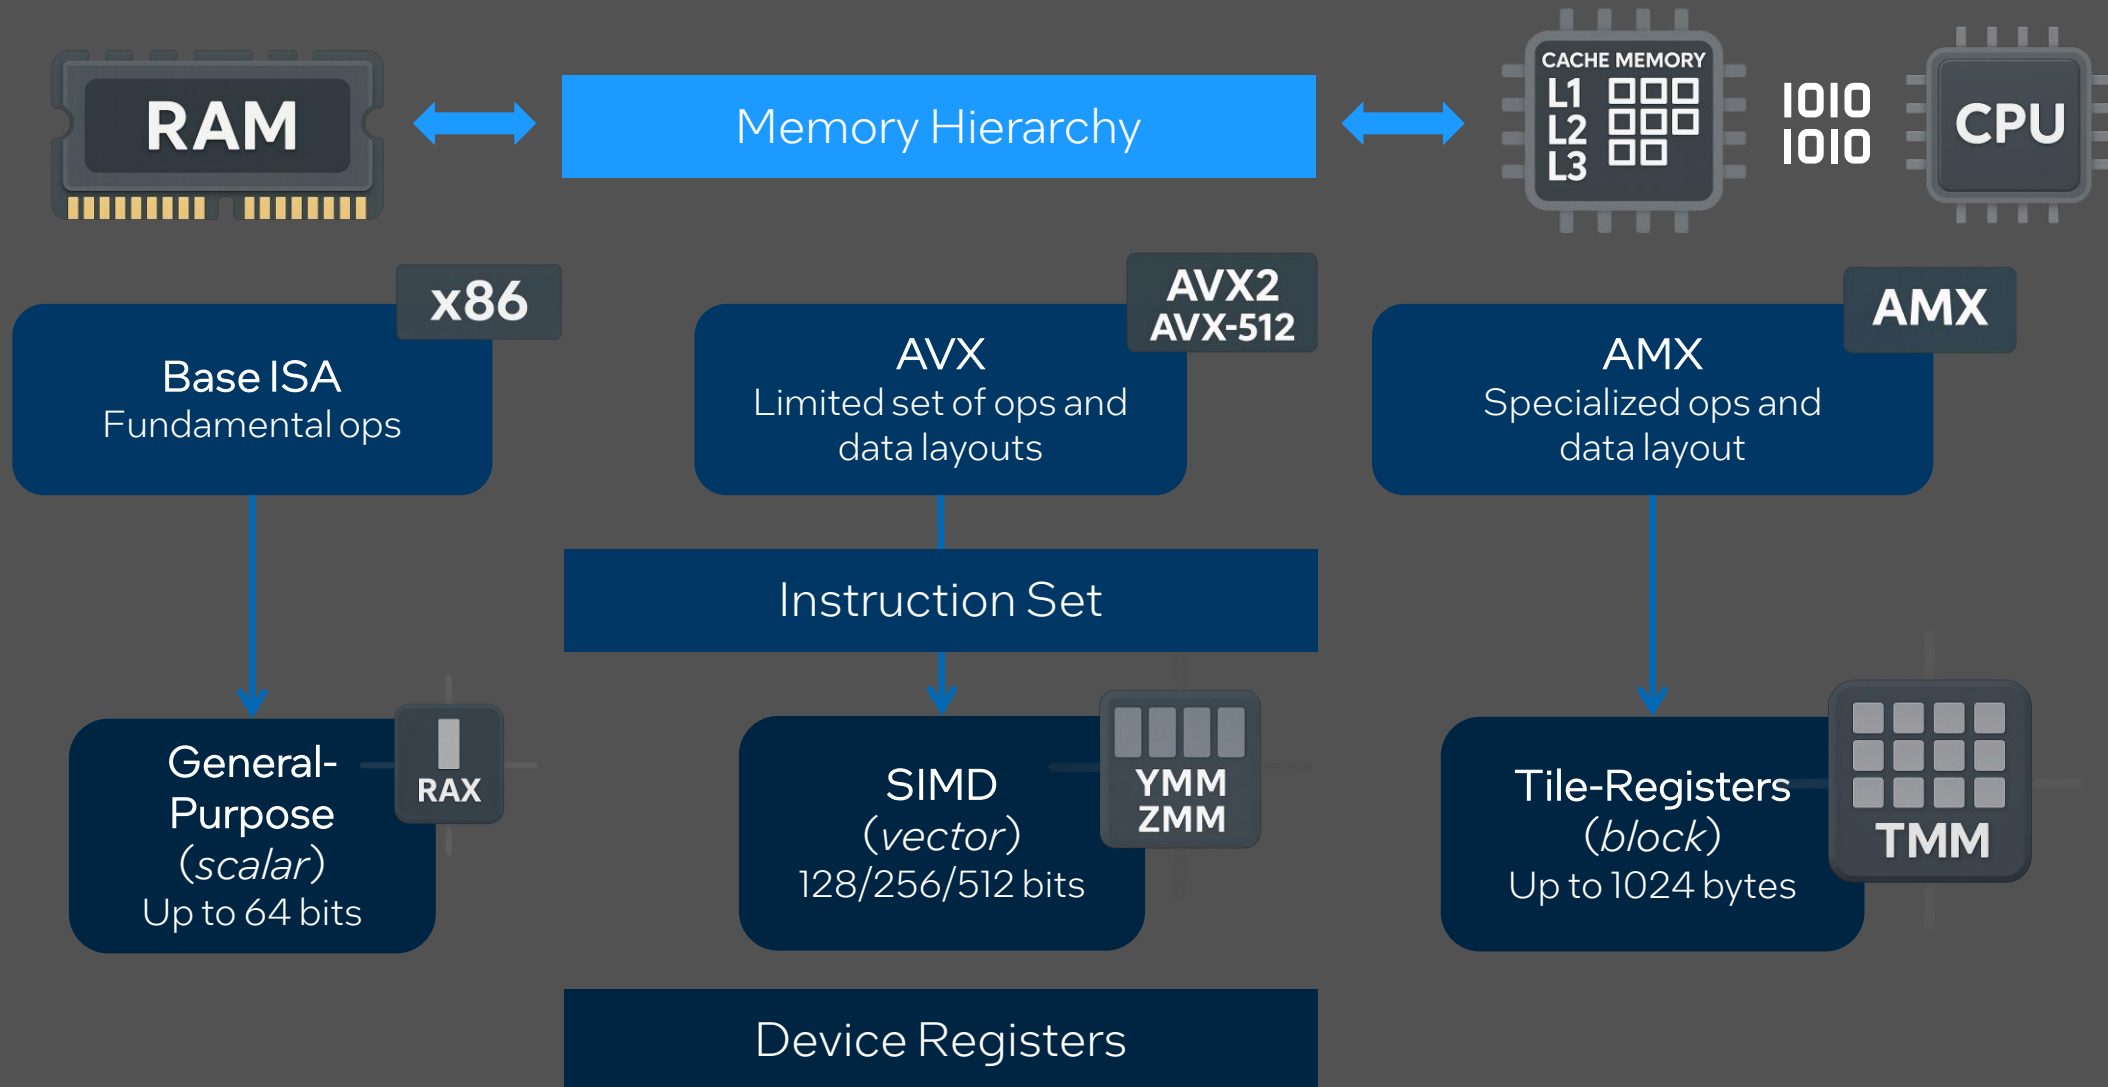 RAM
Memory Hierarchy
CACHE MEMORY
L1
L2
L3
1010
1010
CPU
x86
Base ISA
Fundamental ops
AVX2
AVX-512
AVX
Limited set of ops and
data layouts
AMX
AMX
Specialized ops and
data layout
Instruction Set
General-
Purpose
(scalar)
Up to 64 bits
RAX
SIMD
(vector)
128/256/512 bits
YMM
ZMM
Tile-Registers
(block)
Up to 1024 bytes
TMM
Device Registers